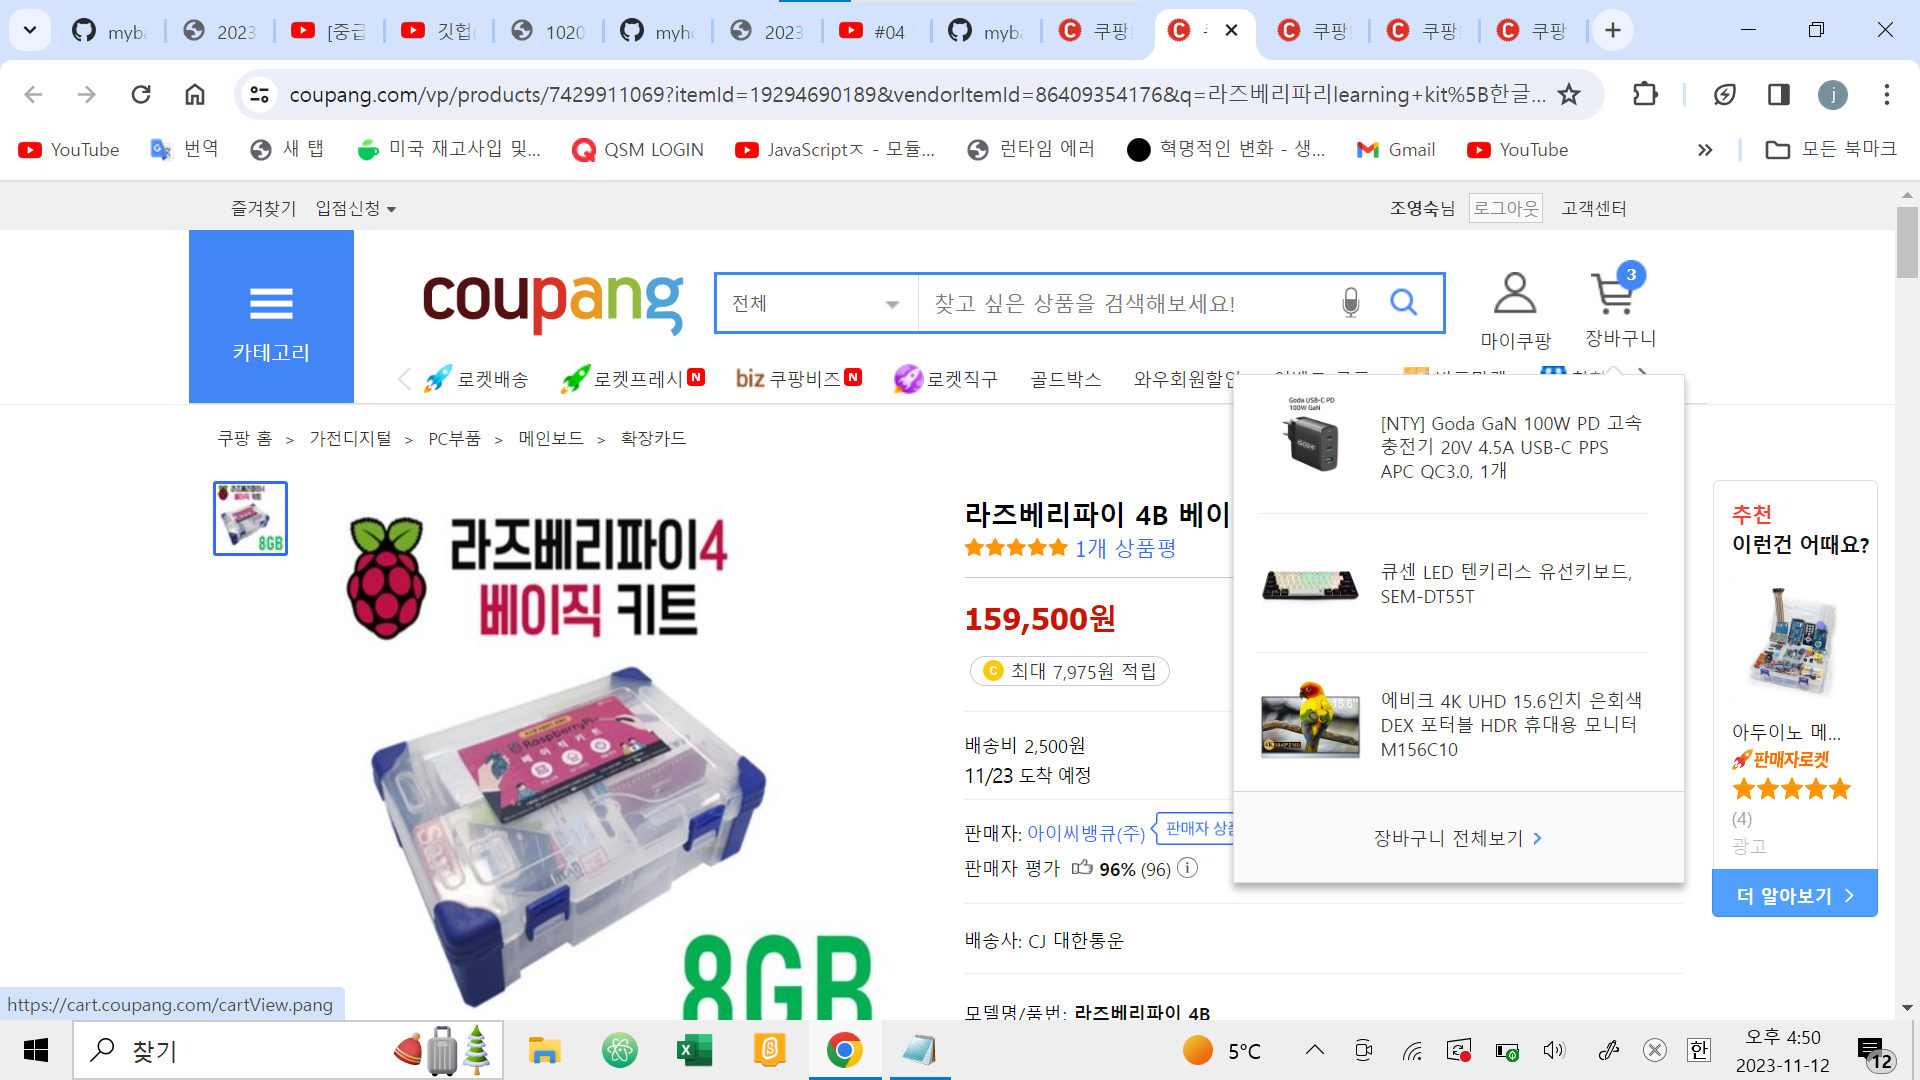 myb
2023
[중급
깃헙
1020
myho
2023
#04
myba
쿠팡!
쿠팡!
쿠팡!
쿠팡
coupang.com/vp/products/7429911069?itemId=19294690189&vendorItemId=86409354176&q=라즈베리파리learning+kit%5B한글...
j
YouTube
번역
새 탭
미국 재고사입 및...
QSM LOGIN
JavaScriptㅈ - 모듈...
런타임 에러
혁명적인 변화 - 생...
Gmail
YouTube
모든 북마크
즐겨찾기 입점신청
조영숙님 로그아웃 고객센터
카테고리
coupang
전체
찾고 싶은 상품을 검색해보세요!
마이쿠팡
3
장바구니
로켓배송
로켓프레시 N
biz 쿠팡비즈 N
로켓직구
골드박스
와우회원할인
쿠팡 홈 > 가전디지털 > PC부품 > 메인보드 > 확장카드
라즈베리파이4
베이직 키트
RaspberryPi
베이직키트
8GB
라즈베리파이 4B 베이
1개 상품평
159,500원
최대 7,975원 적립
배송비 2,500원
11/23 도착 예정
판매자: 아이씨뱅큐(주)
판매자 상품
판매자 평가 96% (96)
배송사: CJ 대한통운
모델명/품번: 라즈베리파이 4B
Goda USB-C PD
100W GaN
GODA
[NTY] Goda GaN 100W PD 고속
충전기 20V 4.5A USB-C PPS
APC QC3.0, 1개
큐센 LED 텐키리스 유선키보드,
SEM-DT55T
15.6"
에비크 4K UHD 15.6인치 은회색
DEX 포터블 HDR 휴대용 모니터
M156C10
장바구니 전체보기 >
추천
이런건 어때요?
아두이노 메...
판매자로켓
(4)
광고
더 알아보기 >
https://cart.coupang.com/cartView.pang
찾기
5°C
한
오후 4:50
2023-11-12
12